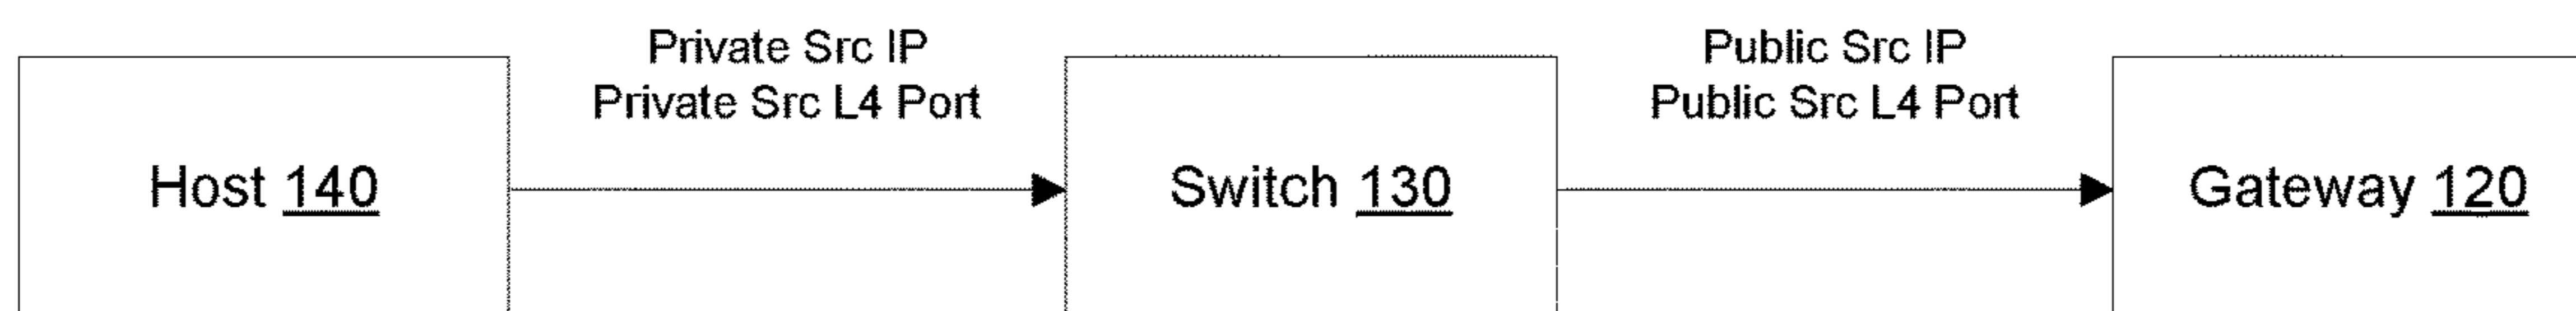 Private Src IP
Private Src L4 Port
Public Src IP
Public Src L4 Port
Host 140
Switch 130
Gateway 120